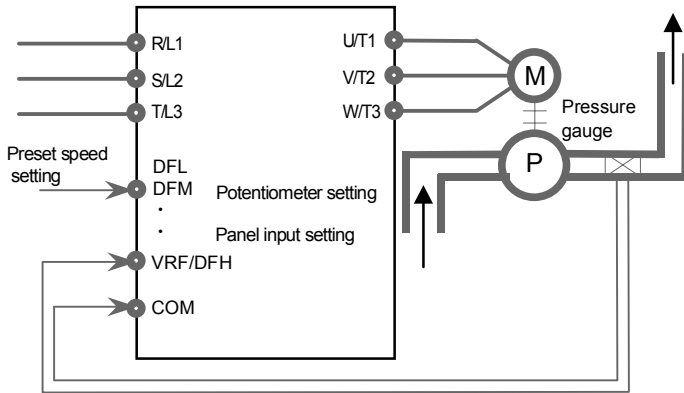 R/L1
S/L2
T/L3
U/T1
V/T2
W/T3
M
Pressure
gauge
P
Preset speed
setting
DFL
DFM
.
.
Potentiometer setting
Panel input setting
VRF/DFH
COM